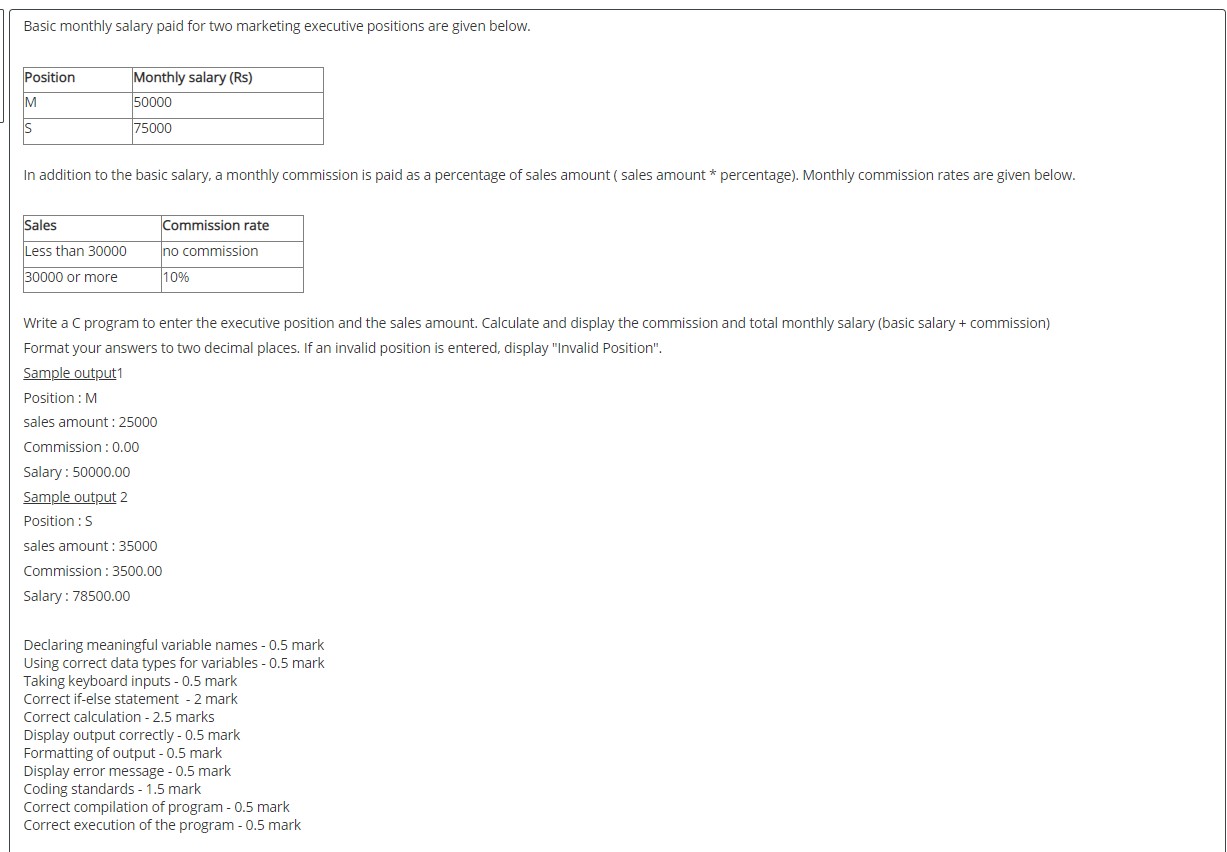 Basic monthly salary paid for two marketing executive positions are given below.
Position Monthly salary (Rs)
M 50000
S 75000
In addition to the basic salary, a monthly commission is paid as a percentage of sales amount ( sales amount * percentage). Monthly commission rates are given below.
Sales Commission rate
Less than 30000 no commission
30000 or more 10%
Write a C program to enter the executive position and the sales amount. Calculate and display the commission and total monthly salary (basic salary + commission)
Format your answers to two decimal places. If an invalid position is entered, display "Invalid Position".
Sample output1
Position : M
sales amount : 25000
Commission : 0.00
Salary : 50000.00
Sample output 2
Position : S
sales amount : 35000
Commission : 3500.00
Salary : 78500.00
Declaring meaningful variable names - 0.5 mark
Using correct data types for variables - 0.5 mark
Taking keyboard inputs - 0.5 mark
Correct if-else statement - 2 mark
Correct calculation - 2.5 marks
Display output correctly - 0.5 mark
Formatting of output - 0.5 mark
Display error message - 0.5 mark
Coding standards - 1.5 mark
Correct compilation of program - 0.5 mark
Correct execution of the program - 0.5 mark